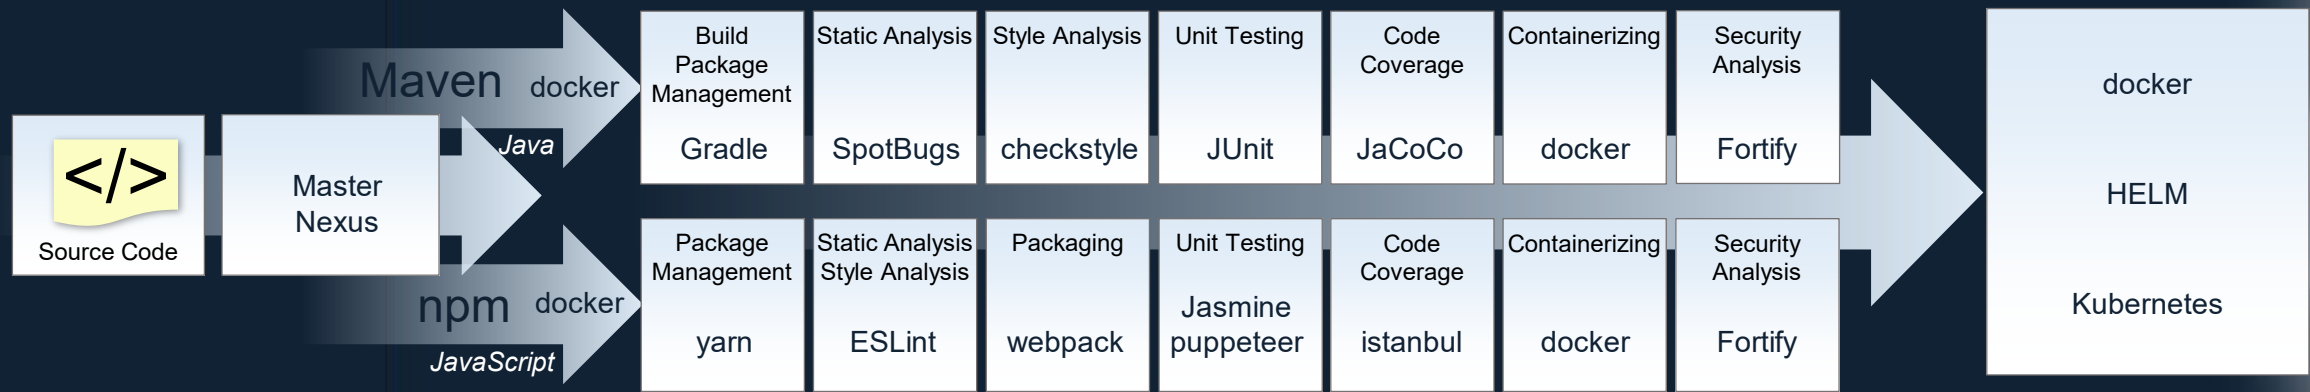 </>
Source Code
Master
Nexus
Maven docker
Java
npm docker
JavaScript
Build
Package
Management
Gradle
Static Analysis
SpotBugs
Style Analysis
checkstyle
Unit Testing
JUnit
Code
Coverage
JaCoCo
Containerizing
docker
Security
Analysis
Fortify
Package
Management
yarn
Static Analysis
Style Analysis
ESLint
Packaging
webpack
Unit Testing
Jasmine
puppeteer
Code
Coverage
istanbul
Containerizing
docker
Security
Analysis
Fortify
docker
HELM
Kubernetes